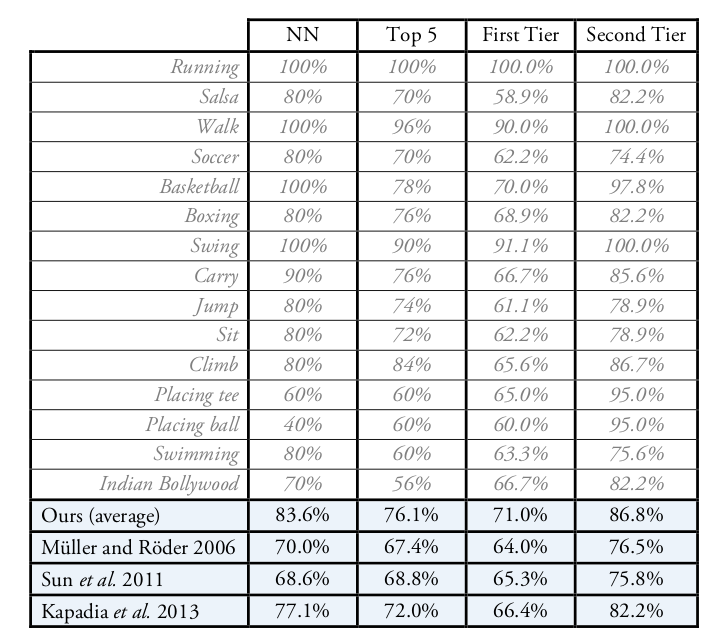 NN Top 5 First Tier Second Tier
Running 100% 100% 100.0% 100.0%
Salsa 80% 70% 58.9% 82.2%
Walk 100% 96% 90.0% 100.0%
Soccer 80% 70% 62.2% 74.4%
Basketball 100% 78% 70.0% 97.8%
Boxing 80% 76% 68.9% 82.2%
Swing 100% 90% 91.1% 100.0%
Carry 90% 76% 66.7% 85.6%
Jump 80% 74% 61.1% 78.9%
Sit 80% 72% 62.2% 78.9%
Climb 80% 84% 65.6% 86.7%
Placing tee 60% 60% 65.0% 95.0%
Placing ball 40% 60% 60.0% 95.0%
Swimming 80% 60% 63.3% 75.6%
Indian Bollywood 70% 56% 66.7% 82.2%
Ours (average) 83.6% 76.1% 71.0% 86.8%
Müller and Röder 2006 70.0% 67.4% 64.0% 76.5%
Sun et al. 2011 68.6% 68.8% 65.3% 75.8%
Kapadia et al. 2013 77.1% 72.0% 66.4% 82.2%